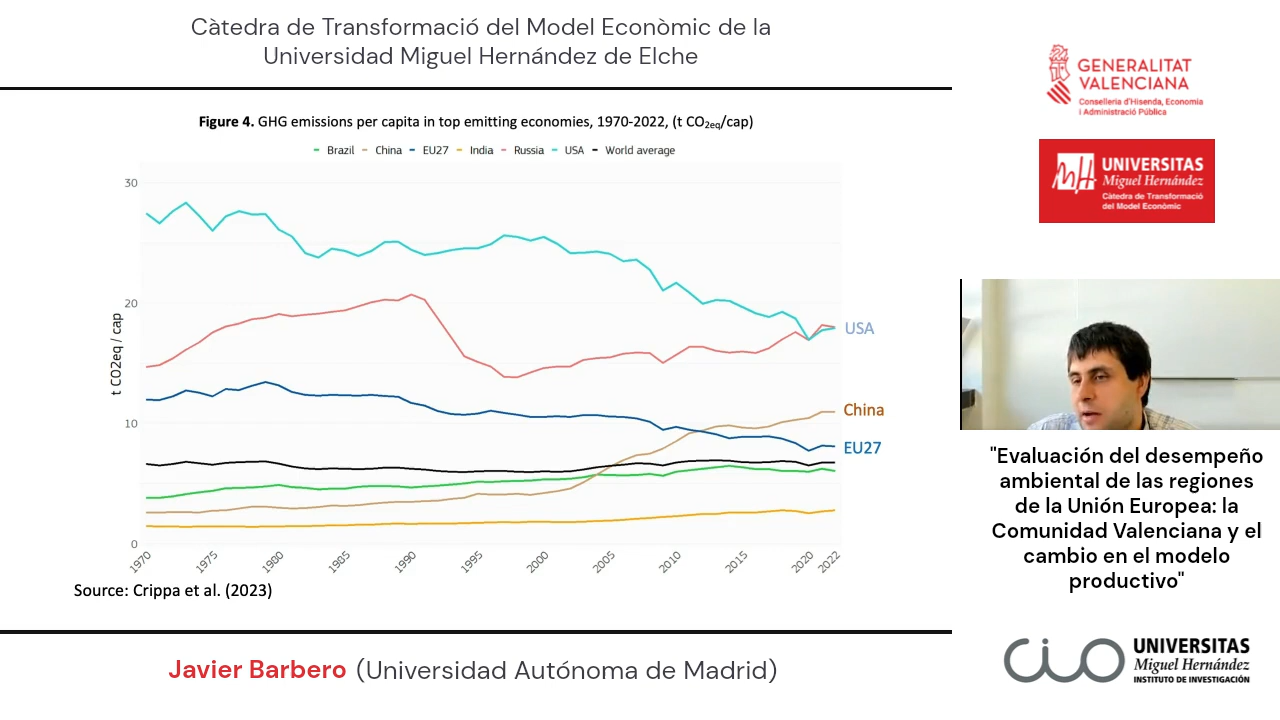 Càtedra de Transformació del Model Econòmic de la
Universidad Miguel Hernández de Elche
Figure 4. GHG emissions per capita in top emitting economies, 1970-2022, (t CO2eq/cap)
Brazil China EU27 India Russia USA World average
t CO2eq / cap
30
20
10
0
1970 1975 1980 1985 1990 1995 2000 2005 2010 2015 2020 2022
USA
China
EU27
Source: Crippa et al. (2023)
Javier Barbero (Universidad Autónoma de Madrid)
GENERALITAT
VALENCIANA
Conselleria d'Hisenda, Economia
i Administració Pública
UNIVERSITAS
Miguel Hernández
Càtedra de Transformació
del Model Econòmic
"Evaluación del desempeño
ambiental de las regiones
de la Unión Europea: la
Comunidad Valenciana y el
cambio en el modelo
productivo"
CIO
UNIVERSITAS
Miguel Hernández
INSTITUTO DE INVESTIGACIÓN